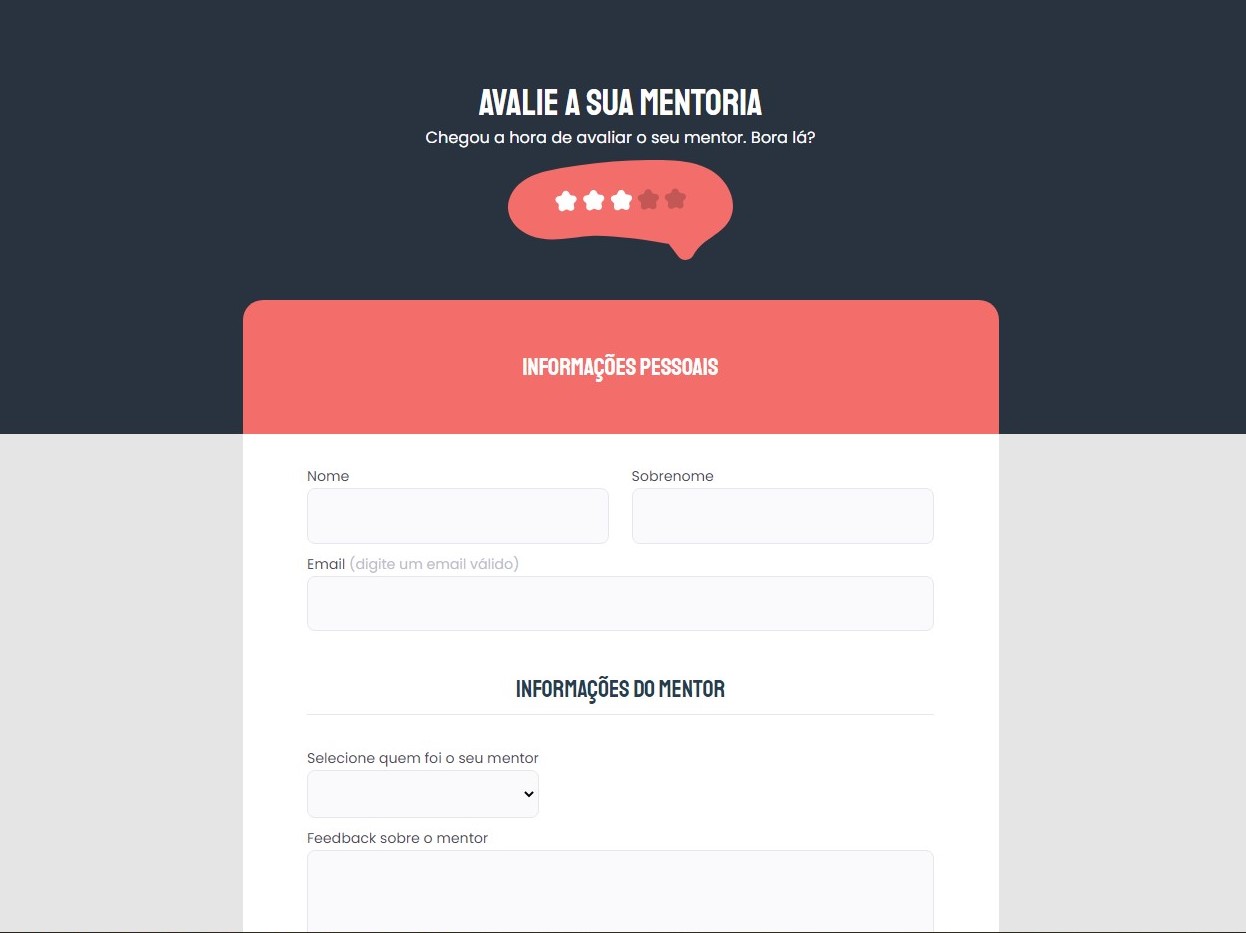 AVALIE A SUA MENTORIA
Chegou a hora de avaliar o seu mentor. Bora lá?
INFORMAÇÕES PESSOAIS
Nome
Sobrenome
Email (digite um email válido)
INFORMAÇÕES DO MENTOR
Selecione quem foi o seu mentor
Feedback sobre o mentor